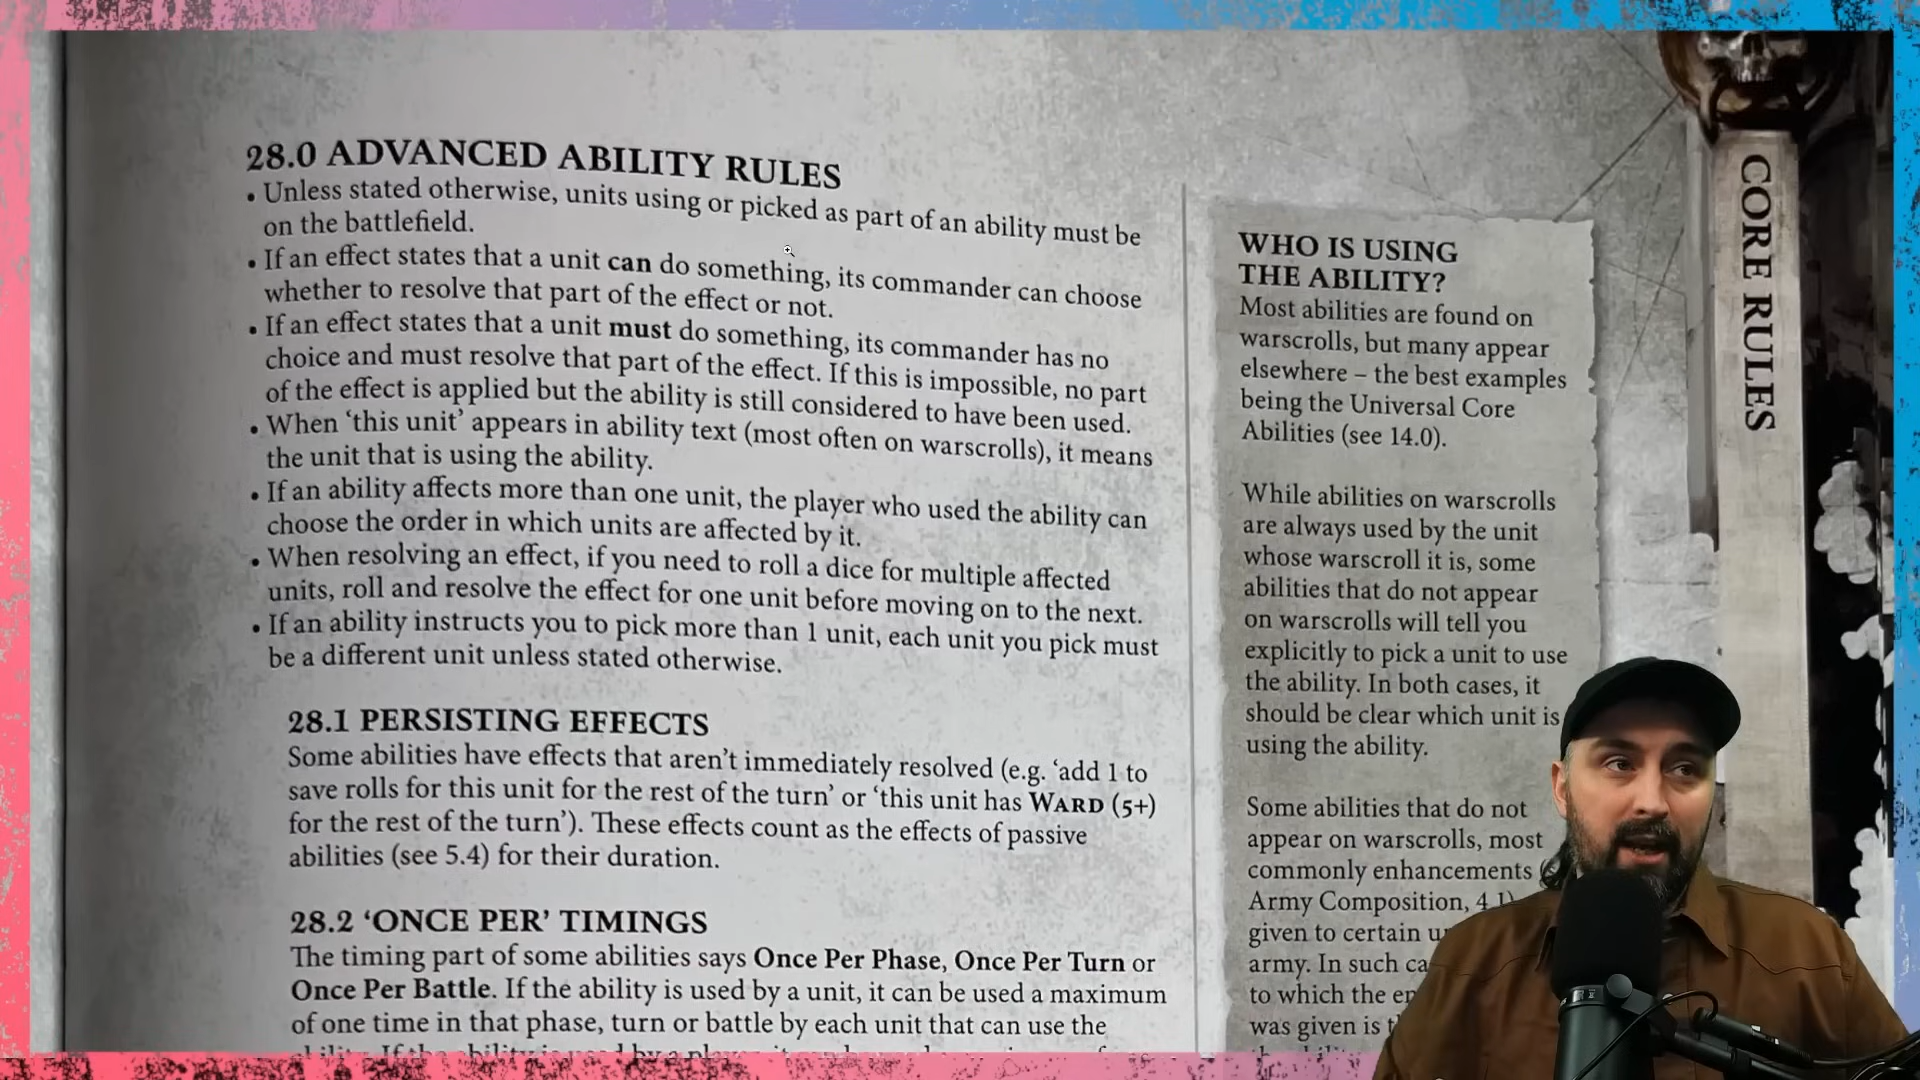 28.0 ADVANCED ABILITY RULES
• Unless stated otherwise, units using or picked as part of an ability must be
on the battlefield.
• If an effect states that a unit can do something, its commander can choose
whether to resolve that part of the effect or not.
• If an effect states that a unit must do something, its commander has no
choice and must resolve that part of the effect. If this is impossible, no part
of the effect is applied but the ability is still considered to have been used.
• When ‘this unit’ appears in ability text (most often on warscrolls), it means
the unit that is using the ability.
• If an ability affects more than one unit, the player who used the ability can
choose the order in which units are affected by it.
• When resolving an effect, if you need to roll a dice for multiple affected
units, roll and resolve the effect for one unit before moving on to the next.
• If an ability instructs you to pick more than 1 unit, each unit you pick must
be a different unit unless stated otherwise.
28.1 PERSISTING EFFECTS
Some abilities have effects that aren’t immediately resolved (e.g. ‘add 1 to
save rolls for this unit for the rest of the turn’ or ‘this unit has WARD (5+)
for the rest of the turn’). These effects count as the effects of passive
abilities (see 5.4) for their duration.
28.2 ‘ONCE PER’ TIMINGS
The timing part of some abilities says Once Per Phase, Once Per Turn or
Once Per Battle. If the ability is used by a unit, it can be used a maximum
of one time in that phase, turn or battle by each unit that can use the
WHO IS USING
THE ABILITY?
Most abilities are found on
warscrolls, but many appear
elsewhere – the best examples
being the Universal Core
Abilities (see 14.0).
While abilities on warscrolls
are always used by the unit
whose warscroll it is, some
abilities that do not appear
on warscrolls will tell you
explicitly to pick a unit to use
the ability. In both cases, it
should be clear which unit is
using the ability.
Some abilities that do not
appear on warscrolls, most
commonly enhancements
Army Composition, 4.1)
given to certain
army. In such
to which the
was given is
CORE RULES